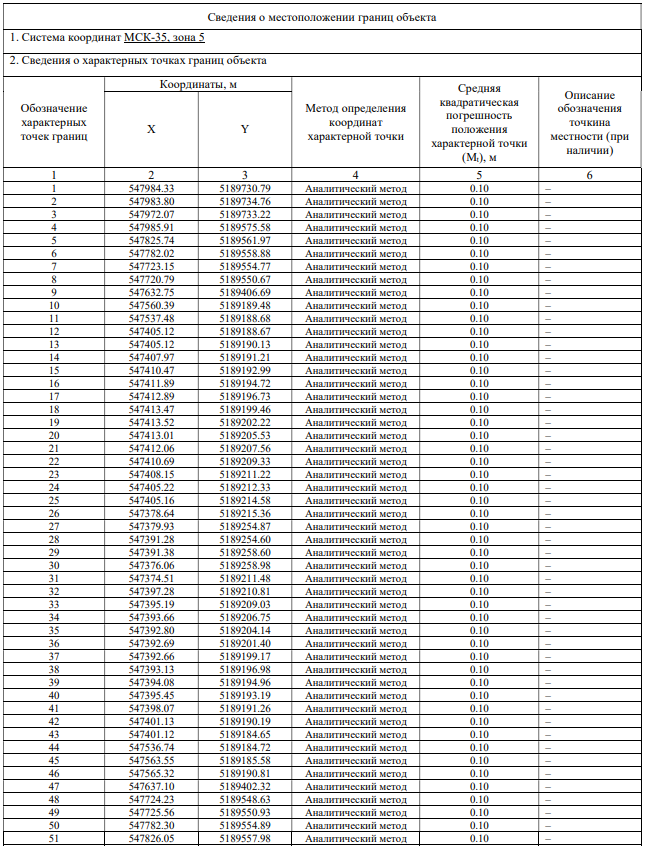 Сведения о местоположении границ объекта
1. Система координат МСК-35, зона 5
2. Сведения о характерных точках границ объекта
Обозначение характерных точек границ
Координаты, м
X
Y
Метод определения координат характерной точки
Средняя квадратическая погрешность положения характерной точки (Mt), м
Описание обозначения точкина местности (при наличии)
1 2 3 4 5 6
1 547984.33 5189730.79 Аналитический метод 0.10 –
2 547983.80 5189734.76 Аналитический метод 0.10 –
3 547972.07 5189733.22 Аналитический метод 0.10 –
4 547985.91 5189575.58 Аналитический метод 0.10 –
5 547825.74 5189561.97 Аналитический метод 0.10 –
6 547782.02 5189558.88 Аналитический метод 0.10 –
7 547723.15 5189554.77 Аналитический метод 0.10 –
8 547720.79 5189550.67 Аналитический метод 0.10 –
9 547632.75 5189406.69 Аналитический метод 0.10 –
10 547560.39 5189189.48 Аналитический метод 0.10 –
11 547537.48 5189188.68 Аналитический метод 0.10 –
12 547405.12 5189188.67 Аналитический метод 0.10 –
13 547405.12 5189190.13 Аналитический метод 0.10 –
14 547407.97 5189191.21 Аналитический метод 0.10 –
15 547410.47 5189192.99 Аналитический метод 0.10 –
16 547411.89 5189194.72 Аналитический метод 0.10 –
17 547412.89 5189196.73 Аналитический метод 0.10 –
18 547413.47 5189199.46 Аналитический метод 0.10 –
19 547413.52 5189202.22 Аналитический метод 0.10 –
20 547413.01 5189205.53 Аналитический метод 0.10 –
21 547412.06 5189207.56 Аналитический метод 0.10 –
22 547410.69 5189209.33 Аналитический метод 0.10 –
23 547408.15 5189211.22 Аналитический метод 0.10 –
24 547405.22 5189212.33 Аналитический метод 0.10 –
25 547405.16 5189214.58 Аналитический метод 0.10 –
26 547378.64 5189215.36 Аналитический метод 0.10 –
27 547379.93 5189254.87 Аналитический метод 0.10 –
28 547391.28 5189254.60 Аналитический метод 0.10 –
29 547391.38 5189258.60 Аналитический метод 0.10 –
30 547376.06 5189258.98 Аналитический метод 0.10 –
31 547374.51 5189211.48 Аналитический метод 0.10 –
32 547397.28 5189210.81 Аналитический метод 0.10 –
33 547395.19 5189209.03 Аналитический метод 0.10 –
34 547393.66 5189206.75 Аналитический метод 0.10 –
35 547392.80 5189204.14 Аналитический метод 0.10 –
36 547392.69 5189201.40 Аналитический метод 0.10 –
37 547392.66 5189199.17 Аналитический метод 0.10 –
38 547393.13 5189196.98 Аналитический метод 0.10 –
39 547394.08 5189194.96 Аналитический метод 0.10 –
40 547395.45 5189193.19 Аналитический метод 0.10 –
41 547398.07 5189191.26 Аналитический метод 0.10 –
42 547401.13 5189190.19 Аналитический метод 0.10 –
43 547401.12 5189184.65 Аналитический метод 0.10 –
44 547536.74 5189184.72 Аналитический метод 0.10 –
45 547563.55 5189185.58 Аналитический метод 0.10 –
46 547565.32 5189190.81 Аналитический метод 0.10 –
47 547637.10 5189402.32 Аналитический метод 0.10 –
48 547724.23 5189548.63 Аналитический метод 0.10 –
49 547725.56 5189550.93 Аналитический метод 0.10 –
50 547782.30 5189554.89 Аналитический метод 0.10 –
51 547826.05 5189557.98 Аналитический метод 0.10 –